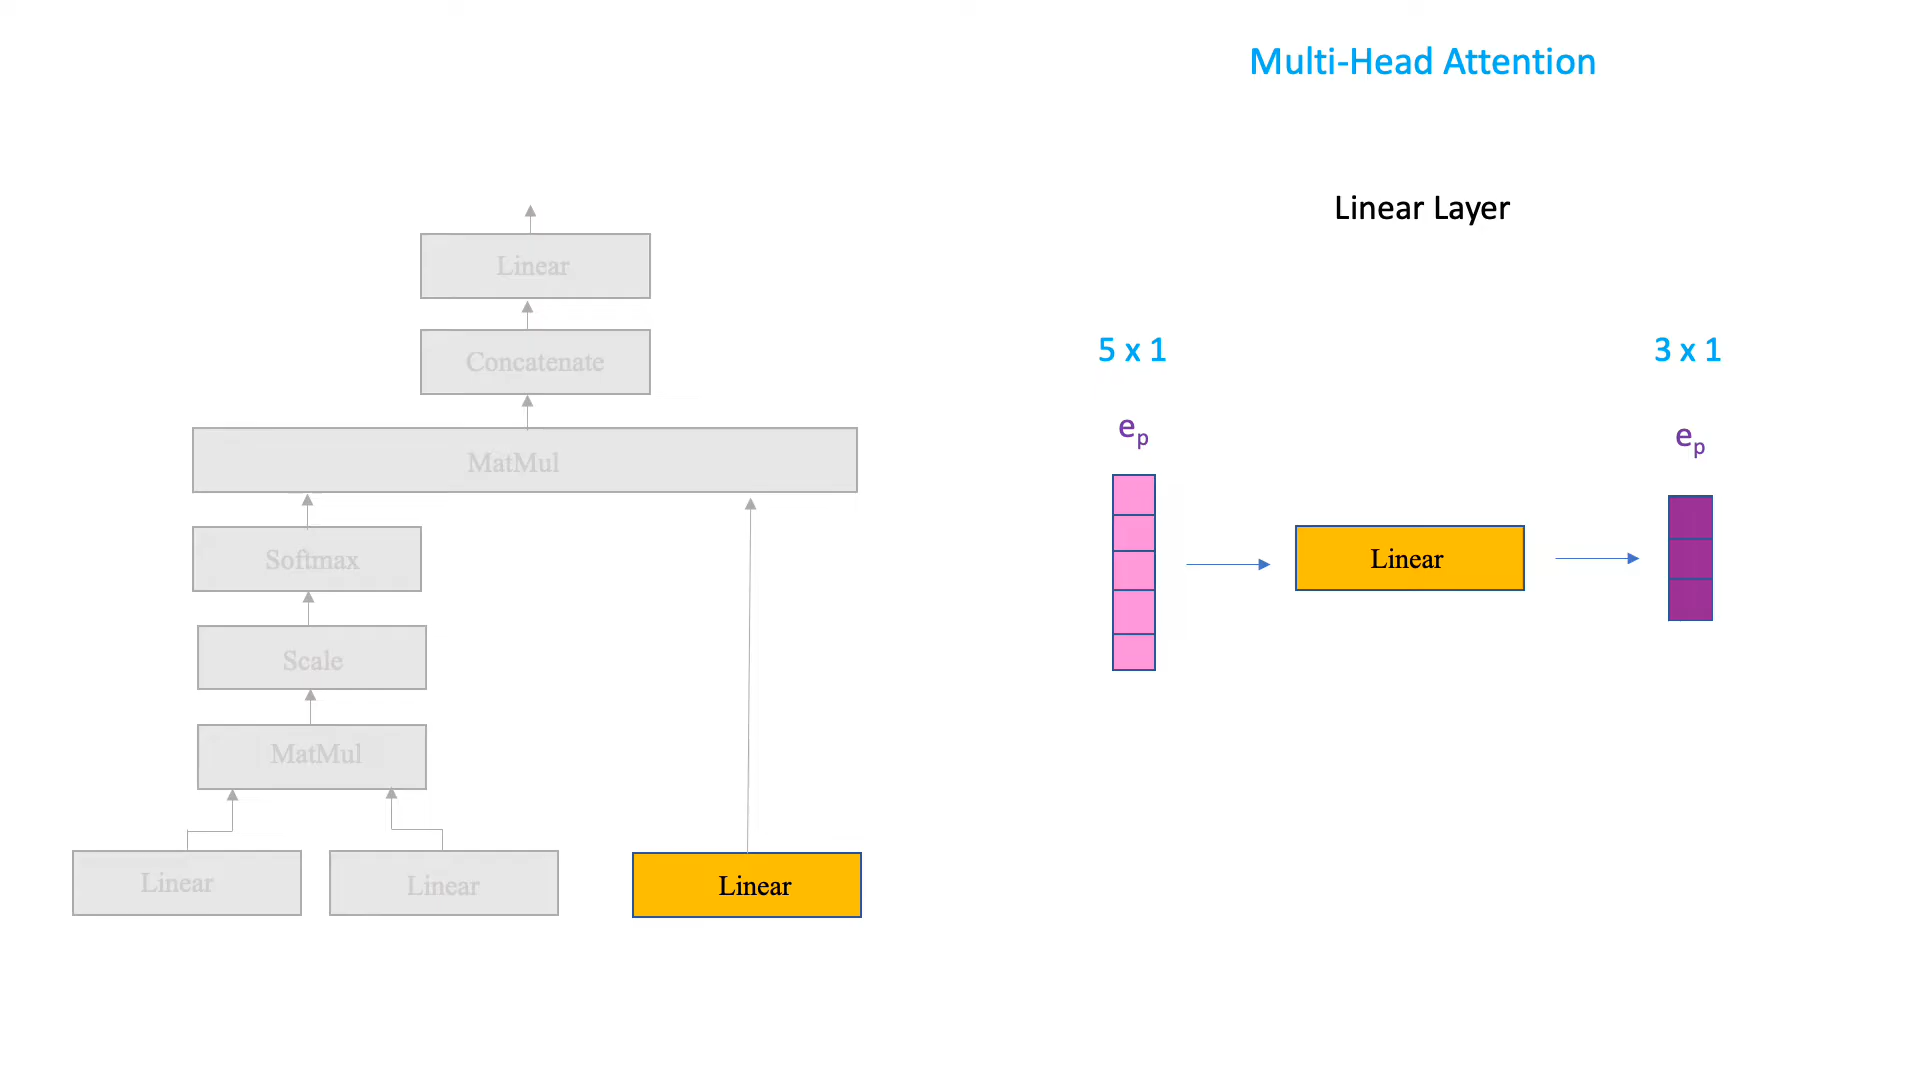 Multi-Head Attention
Linear Layer
Linear
Concatenate
MatMul
Softmax
Scale
MatMul
Linear
Linear
Linear
5 x 1
3 x 1
eₚ
eₚ
Linear